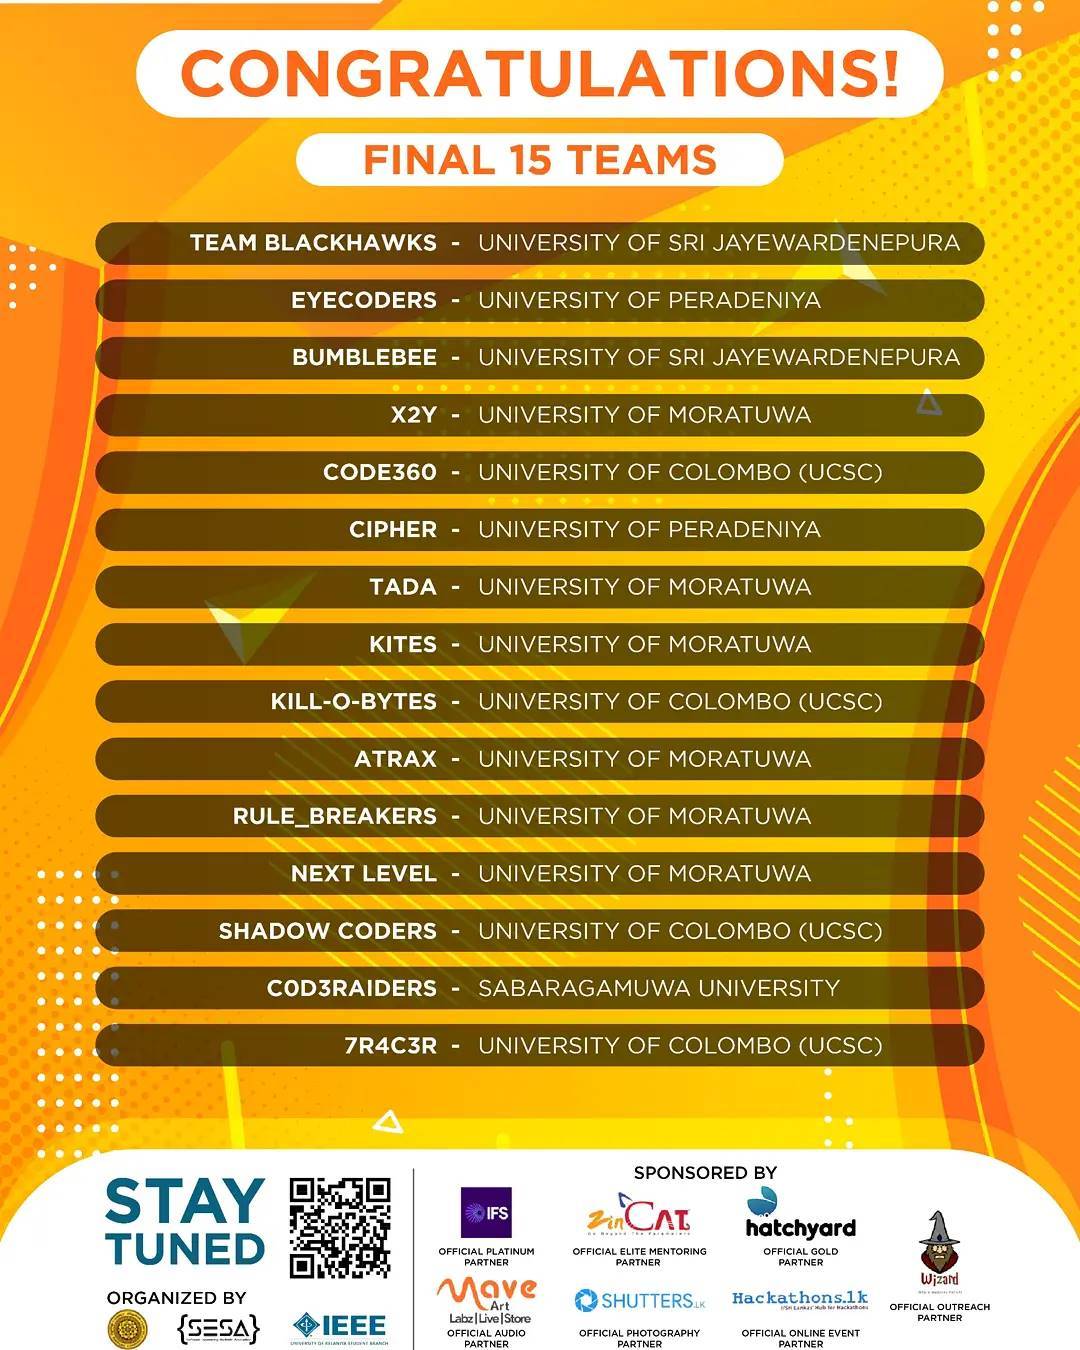 CONGRATULATIONS!
FINAL 15 TEAMS
TEAM BLACKHAWKS - UNIVERSITY OF SRI JAYEWARDENEPURA
EYECODERS - UNIVERSITY OF PERADENIYA
BUMBLEBEE - UNIVERSITY OF SRI JAYEWARDENEPURA
X2Y - UNIVERSITY OF MORATUWA
CODE360 - UNIVERSITY OF COLOMBO (UCSC)
CIPHER - UNIVERSITY OF PERADENIYA
TADA - UNIVERSITY OF MORATUWA
KITES - UNIVERSITY OF MORATUWA
KILL-O-BYTES - UNIVERSITY OF COLOMBO (UCSC)
ATRAX - UNIVERSITY OF MORATUWA
RULE_BREAKERS - UNIVERSITY OF MORATUWA
NEXT LEVEL - UNIVERSITY OF MORATUWA
SHADOW CODERS - UNIVERSITY OF COLOMBO (UCSC)
C0D3RAIDERS - SABARAGAMUWA UNIVERSITY
7R4C3R - UNIVERSITY OF COLOMBO (UCSC)
STAY
TUNED
ORGANIZED BY
{SESA}
IEEE
UNIVERSITY OF KELANIYA STUDENT BRANCH
SPONSORED BY
IFS
OFFICIAL PLATINUM
PARTNER
zinCAT
Go Beyond The Parameters
OFFICIAL ELITE MENTORING
PARTNER
hatchyard
OFFICIAL GOLD
PARTNER
Mave
Art
Labz|Live|Store
OFFICIAL AUDIO
PARTNER
SHUTTERS.LK
OFFICIAL PHOTOGRAPHY
PARTNER
Hackathons.lk
//Sri Lankas' Hub for Hackathons
OFFICIAL ONLINE EVENT
PARTNER
Wizard
OFFICIAL OUTREACH
PARTNER